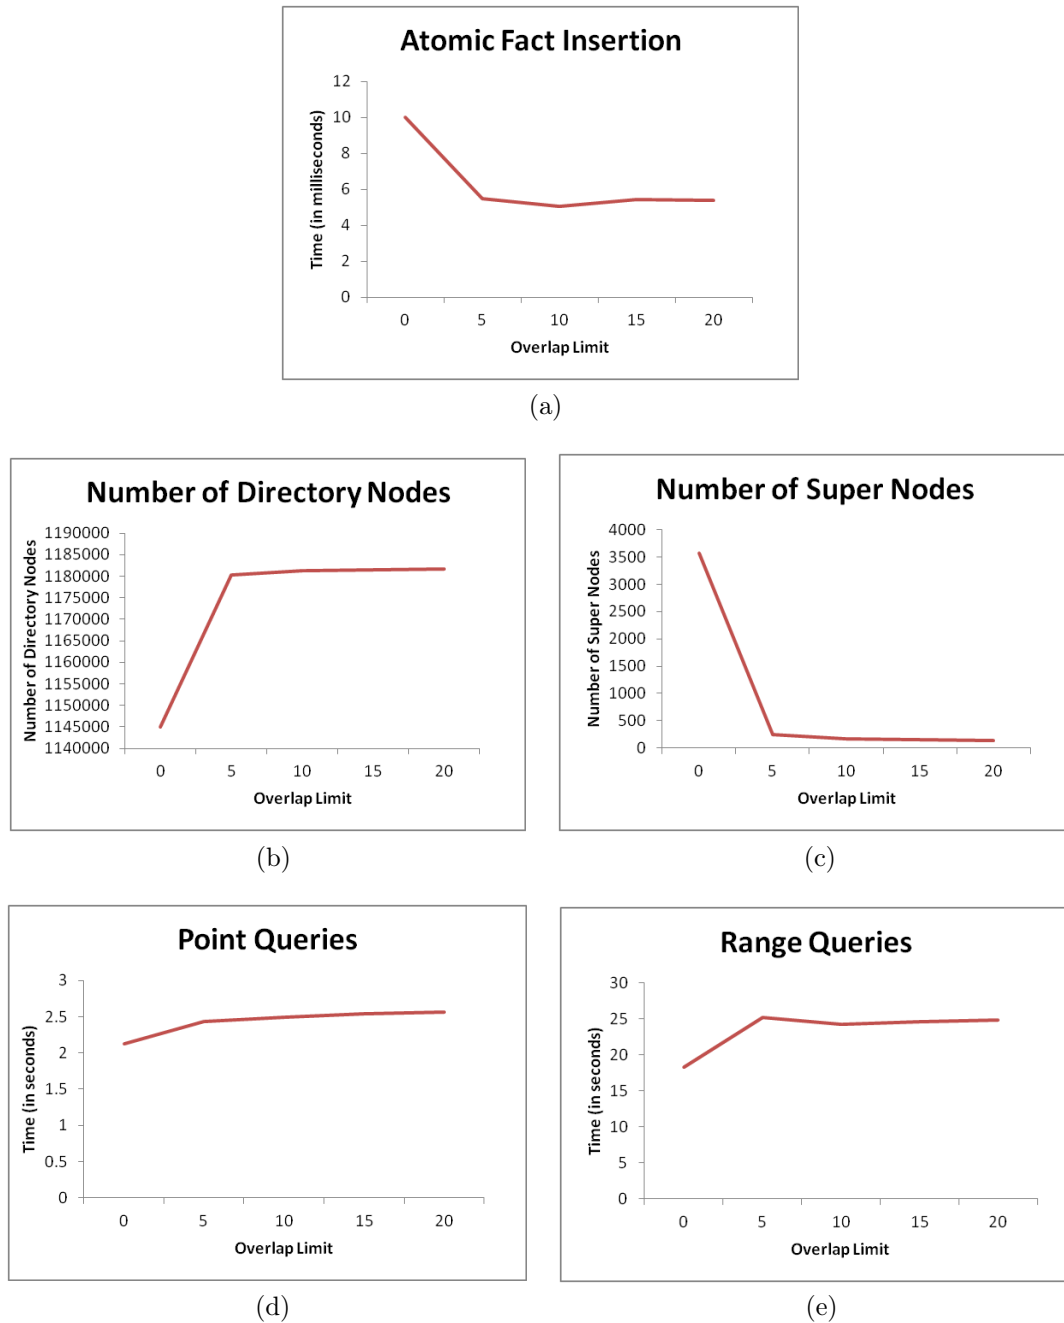 Atomic Fact Insertion
Time (in milliseconds)
12
10
8
6
4
2
0
0 5 10 15 20
Overlap Limit
(a)
Number of Directory Nodes
Number of Directory Nodes
1190000
1185000
1180000
1175000
1170000
1165000
1160000
1155000
1150000
1145000
1140000
0 5 10 15 20
Overlap Limit
(b)
Number of Super Nodes
Number of Super Nodes
4000
3500
3000
2500
2000
1500
1000
500
0
0 5 10 15 20
Overlap Limit
(c)
Point Queries
Time (in seconds)
3
2.5
2
1.5
1
0.5
0
0 5 10 15 20
Overlap Limit
(d)
Range Queries
Time (in seconds)
30
25
20
15
10
5
0
0 5 10 15 20
Overlap Limit
(e)